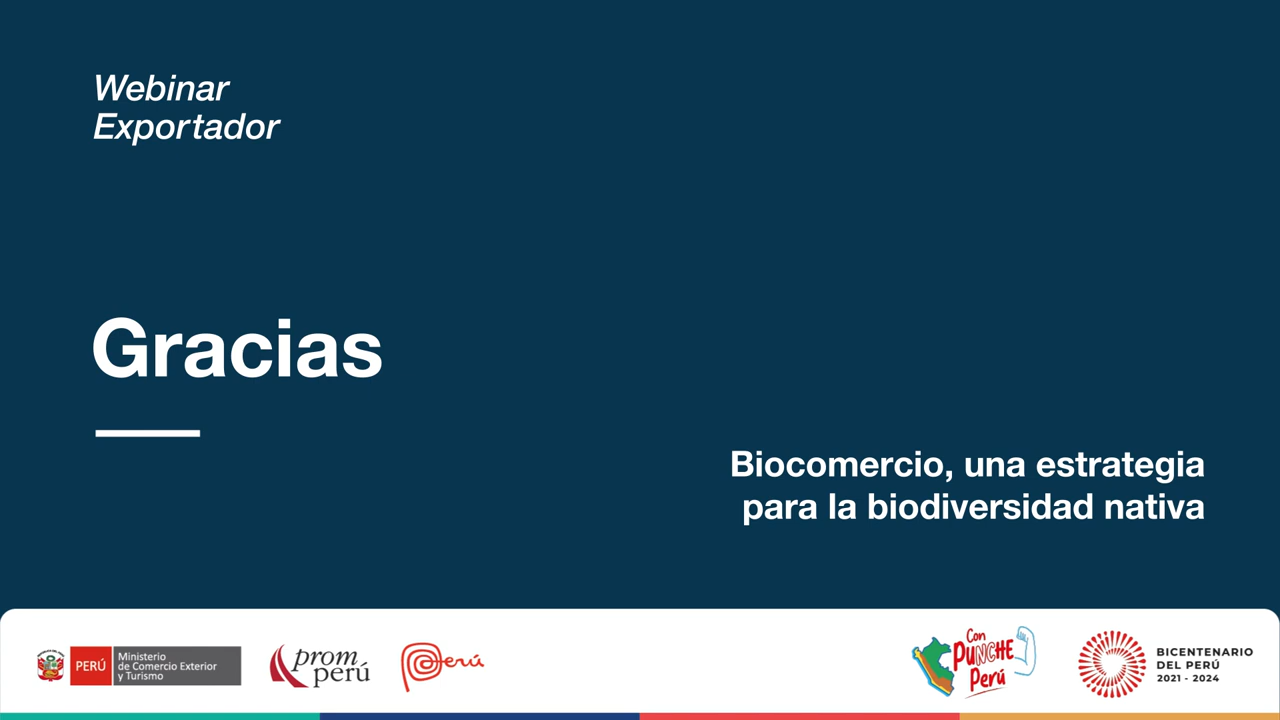 Webinar
Exportador
Gracias
Biocomercio, una estrategia
para la biodiversidad nativa
PERÚ
Ministerio
de Comercio Exterior
y Turismo
prom
perú
Perú
Con
PUNCHE
Perú
BICENTENARIO
DEL PERÚ
2021 - 2024